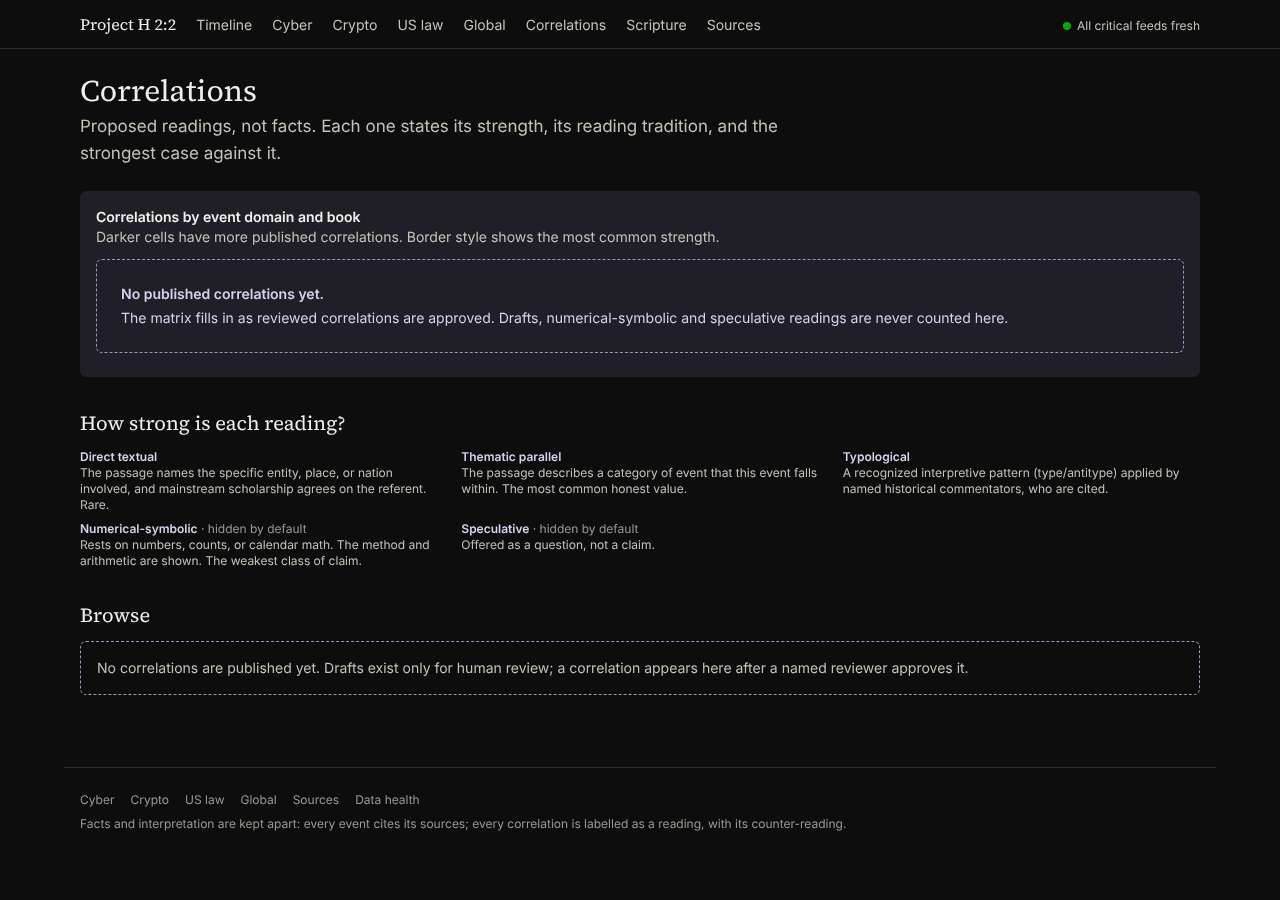 Project H 2:2 Timeline Cyber Crypto US law Global Correlations Scripture Sources All critical feeds fresh
Correlations
Proposed readings, not facts. Each one states its strength, its reading tradition, and the
strongest case against it.
Correlations by event domain and book
Darker cells have more published correlations. Border style shows the most common strength.
No published correlations yet.
The matrix fills in as reviewed correlations are approved. Drafts, numerical-symbolic and speculative readings are never counted here.
How strong is each reading?
Direct textual
The passage names the specific entity, place, or nation
involved, and mainstream scholarship agrees on the referent.
Rare.
Thematic parallel
The passage describes a category of event that this event falls
within. The most common honest value.
Typological
A recognized interpretive pattern (type/antitype) applied by
named historical commentators, who are cited.
Numerical-symbolic · hidden by default
Rests on numbers, counts, or calendar math. The method and
arithmetic are shown. The weakest class of claim.
Speculative · hidden by default
Offered as a question, not a claim.
Browse
No correlations are published yet. Drafts exist only for human review; a correlation appears here after a named reviewer approves it.
Cyber Crypto US law Global Sources Data health
Facts and interpretation are kept apart: every event cites its sources; every correlation is labelled as a reading, with its counter-reading.